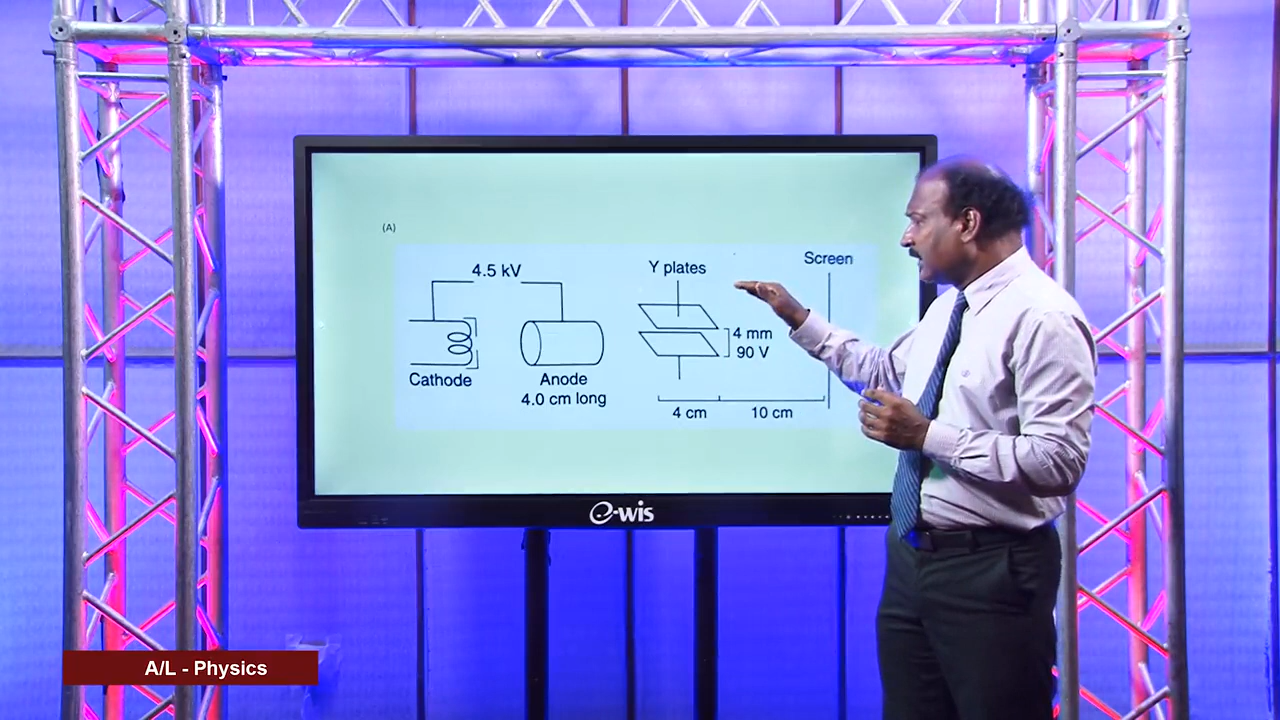 (A)
4.5 kV
Y plates
Screen
4 mm
90 V
Cathode
Anode
4.0 cm long
4 cm
10 cm
e-wis
A/L - Physics